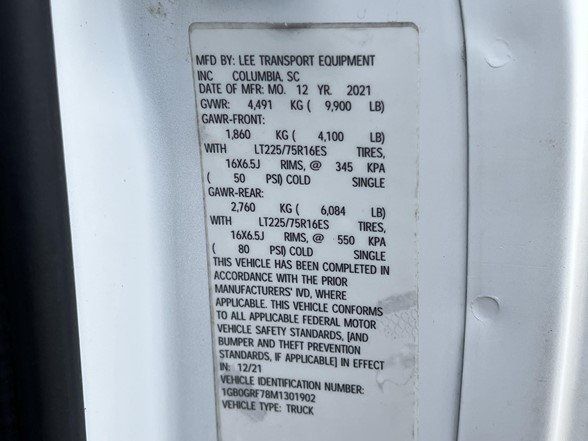 MFD BY: LEE TRANSPORT EQUIPMENT
INC COLUMBIA, SC
DATE OF MFR: MO. 12 YR. 2021
GVWR: 4,491 KG ( 9,900 LB)
GAWR-FRONT:
1,860 KG ( 4,100 LB)
WITH LT225/75R16ES TIRES,
16X6.5J RIMS, @ 345 KPA
( 50 PSI) COLD SINGLE
GAWR-REAR:
2,760 KG ( 6,084 LB)
WITH LT225/75R16ES TIRES,
16X6.5J RIMS, @ 550 KPA
( 80 PSI) COLD SINGLE
THIS VEHICLE HAS BEEN COMPLETED IN
ACCORDANCE WITH THE PRIOR
MANUFACTURERS' IVD, WHERE
APPLICABLE. THIS VEHICLE CONFORMS
TO ALL APPLICABLE FEDERAL MOTOR
VEHICLE SAFETY STANDARDS, [AND
BUMPER AND THEFT PREVENTION
STANDARDS, IF APPLICABLE] IN EFFECT
IN: 12/21
VEHICLE IDENTIFICATION NUMBER:
1GB0GRF78M1301902
VEHICLE TYPE: TRUCK